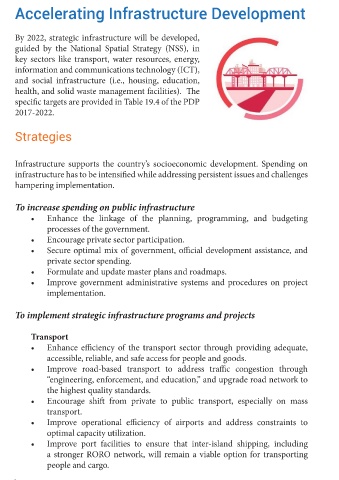 Accelerating Infrastructure Development
By 2022, strategic infrastructure will be developed,
guided by the National Spatial Strategy (NSS), in
key sectors like transport, water resources, energy,
information and communications technology (ICT),
and social infrastructure (i.e., housing, education,
health, and solid waste management facilities). The
specific targets are provided in Table 19.4 of the PDP
2017-2022.
Strategies
Infrastructure supports the country's socioeconomic development. Spending on
infrastructure has to be intensified while addressing persistent issues and challenges
hampering implementation.
To increase spending on public infrastructure
• Enhance the linkage of the planning, programming, and budgeting
processes of the government.
• Encourage private sector participation.
• Secure optimal mix of government, official development assistance, and
private sector spending.
• Formulate and update master plans and roadmaps.
• Improve government administrative systems and procedures on project
implementation.
To implement strategic infrastructure programs and projects
Transport
• Enhance efficiency of the transport sector through providing adequate,
accessible, reliable, and safe access for people and goods.
• Improve road-based transport to address traffic congestion through
"engineering, enforcement, and education," and upgrade road network to
the highest quality standards.
• Encourage shift from private to public transport, especially on mass
transport.
• Improve operational efficiency of airports and address constraints to
optimal capacity utilization.
• Improve port facilities to ensure that inter-island shipping, including
a stronger RORO network, will remain a viable option for transporting
people and cargo.